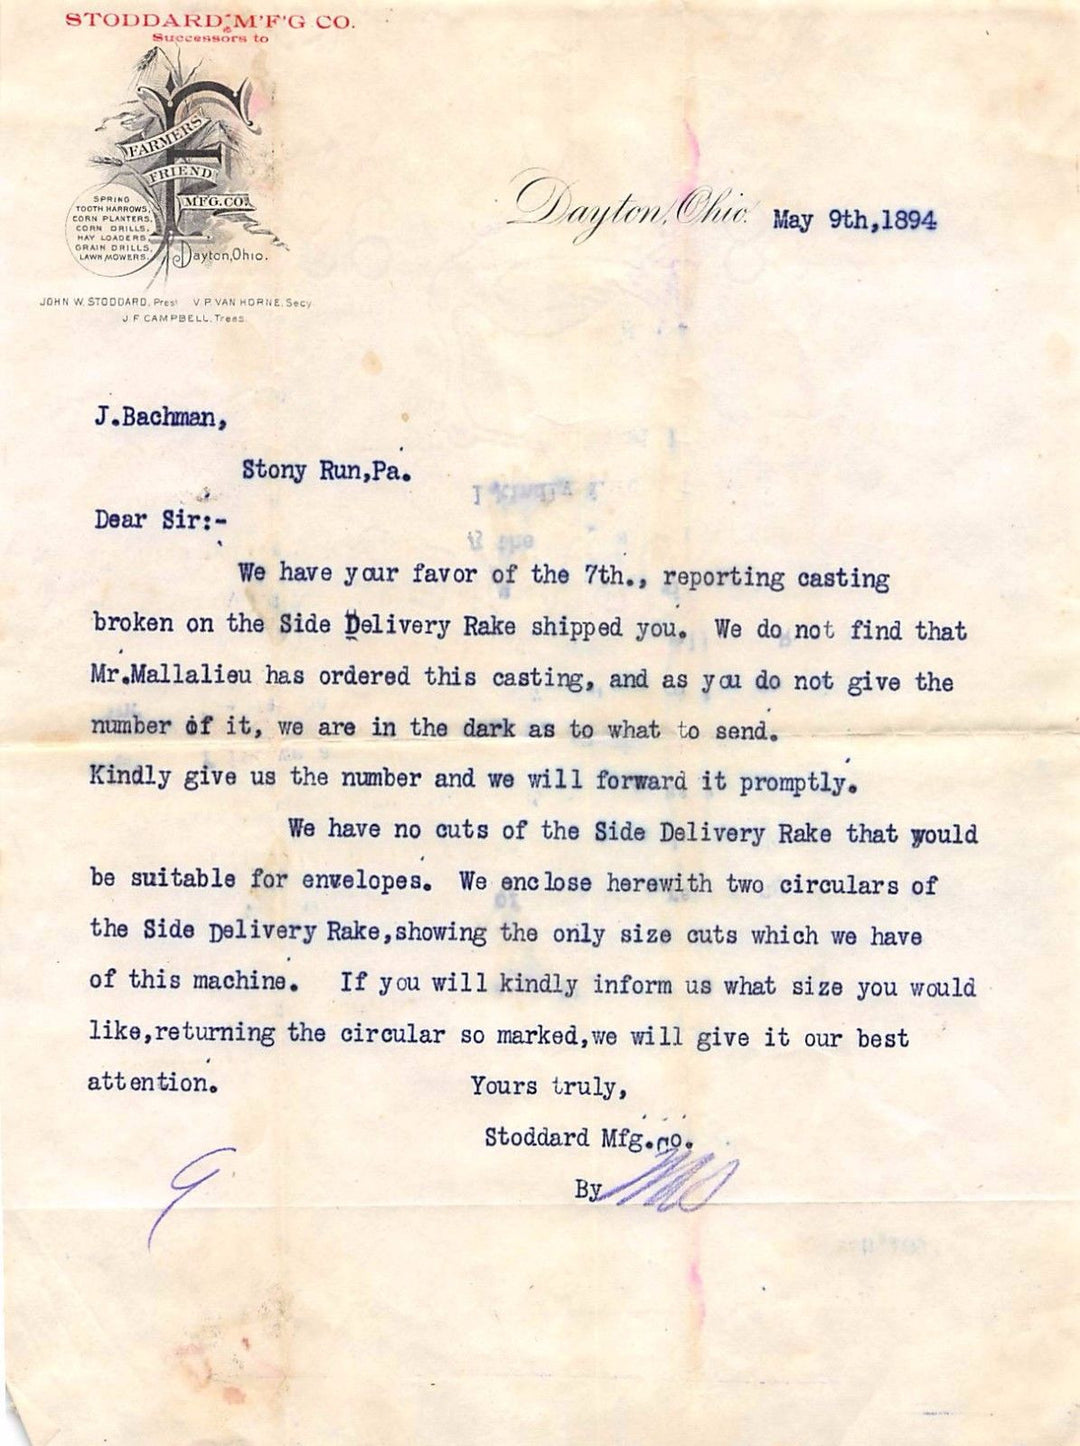 STODDARD M'F'G CO.
Successors to
FARMERS
FRIEND
MFG.CO.
SPRING
TOOTH HARROWS,
CORN PLANTERS,
CORN DRILLS,
HAY LOADERS,
GRAIN DRILLS,
LAWN MOWERS.
Dayton, Ohio.
JOHN W. STODDARD, Prest V. P. VAN HORNE, Secy.
J. F. CAMPBELL, Treas.
Dayton, Ohio. May 9th,1894
J.Bachman,
Stony Run,Pa.
Dear Sir:-
We have your favor of the 7th., reporting casting
broken on the Side Delivery Rake shipped you. We do not find that
Mr.Mallalieu has ordered this casting, and as you do not give the
number of it, we are in the dark as to what to send.
Kindly give us the number and we will forward it promptly.
We have no cuts of the Side Delivery Rake that would
be suitable for envelopes. We enclose herewith two circulars of
the Side Delivery Rake,showing the only size cuts which we have
of this machine. If you will kindly inform us what size you would
like,returning the circular so marked,we will give it our best
attention.
Yours truly,
Stoddard Mfg.co.
By